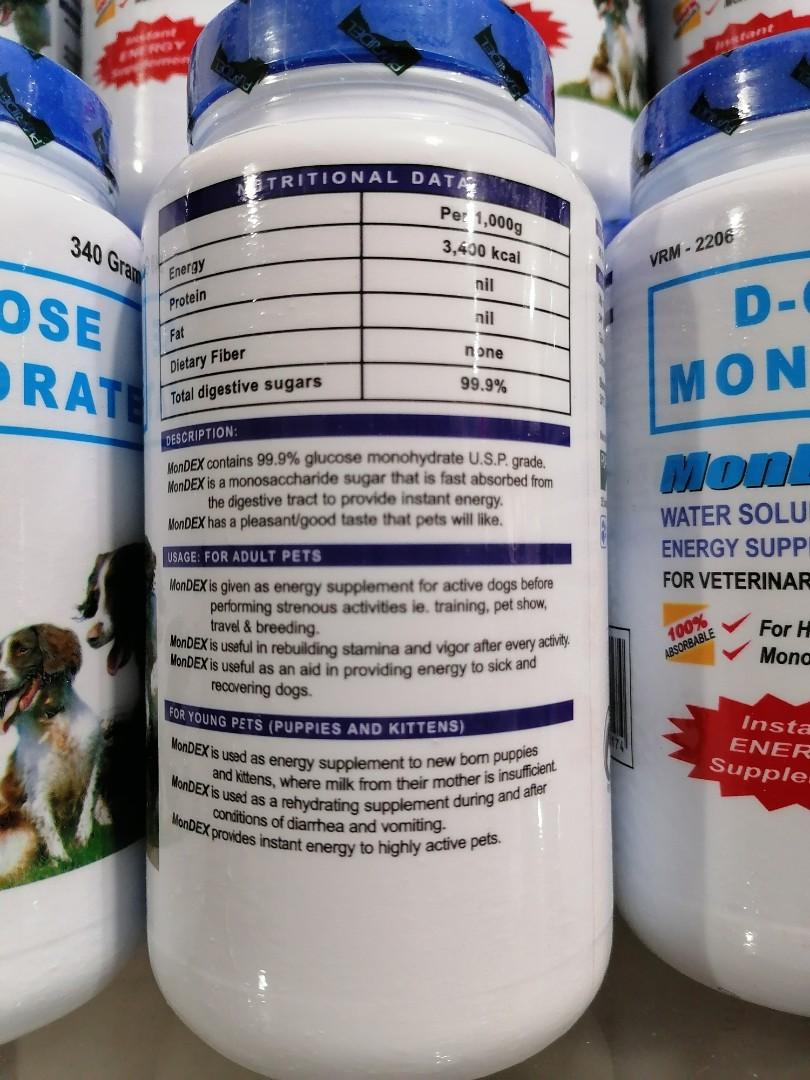 Instant
ENERGY
Supplement
Instant
PRIDEL
PRIDEL
PRIDEL
PRIDEL
340 Gram
OSE
DRATE
NUTRITIONAL DATA
Per 1,000g
Energy 3,400 kcal
Protein nil
Fat nil
Dietary Fiber none
Total digestive sugars 99.9%
DESCRIPTION:
MonDEX contains 99.9% glucose monohydrate U.S.P. grade.
MonDEX is a monosaccharide sugar that is fast absorbed from
the digestive tract to provide instant energy.
MonDEX has a pleasant/good taste that pets will like.
USAGE: FOR ADULT PETS
MonDEX is given as energy supplement for active dogs before
performing strenous activities ie. training, pet show,
travel & breeding.
MonDEX is useful in rebuilding stamina and vigor after every activity.
MonDEX is useful as an aid in providing energy to sick and
recovering dogs.
FOR YOUNG PETS (PUPPIES AND KITTENS)
MonDEX is used as energy supplement to new born puppies
and kittens, where milk from their mother is insufficient.
MonDEX is used as a rehydrating supplement during and after
conditions of diarrhea and vomiting.
MonDEX provides instant energy to highly active pets.
VRM - 2206
D-
MON
Mon
WATER SOLU
ENERGY SUPP
FOR VETERINAR
100%
ABSORBABLE
For H
Mono
Insta
ENER
Supple